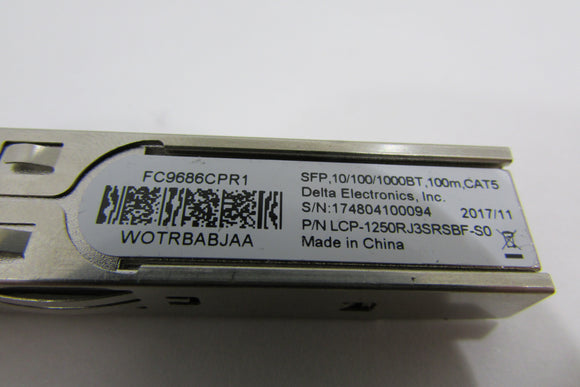 FC9686CPR1
WOTRBABJAA
SFP,10/100/1000BT,100m,CAT5
Delta Electronics, Inc.
S/N:174804100094 2017/11
P/N LCP-1250RJ3SRSBF-S0
Made in China